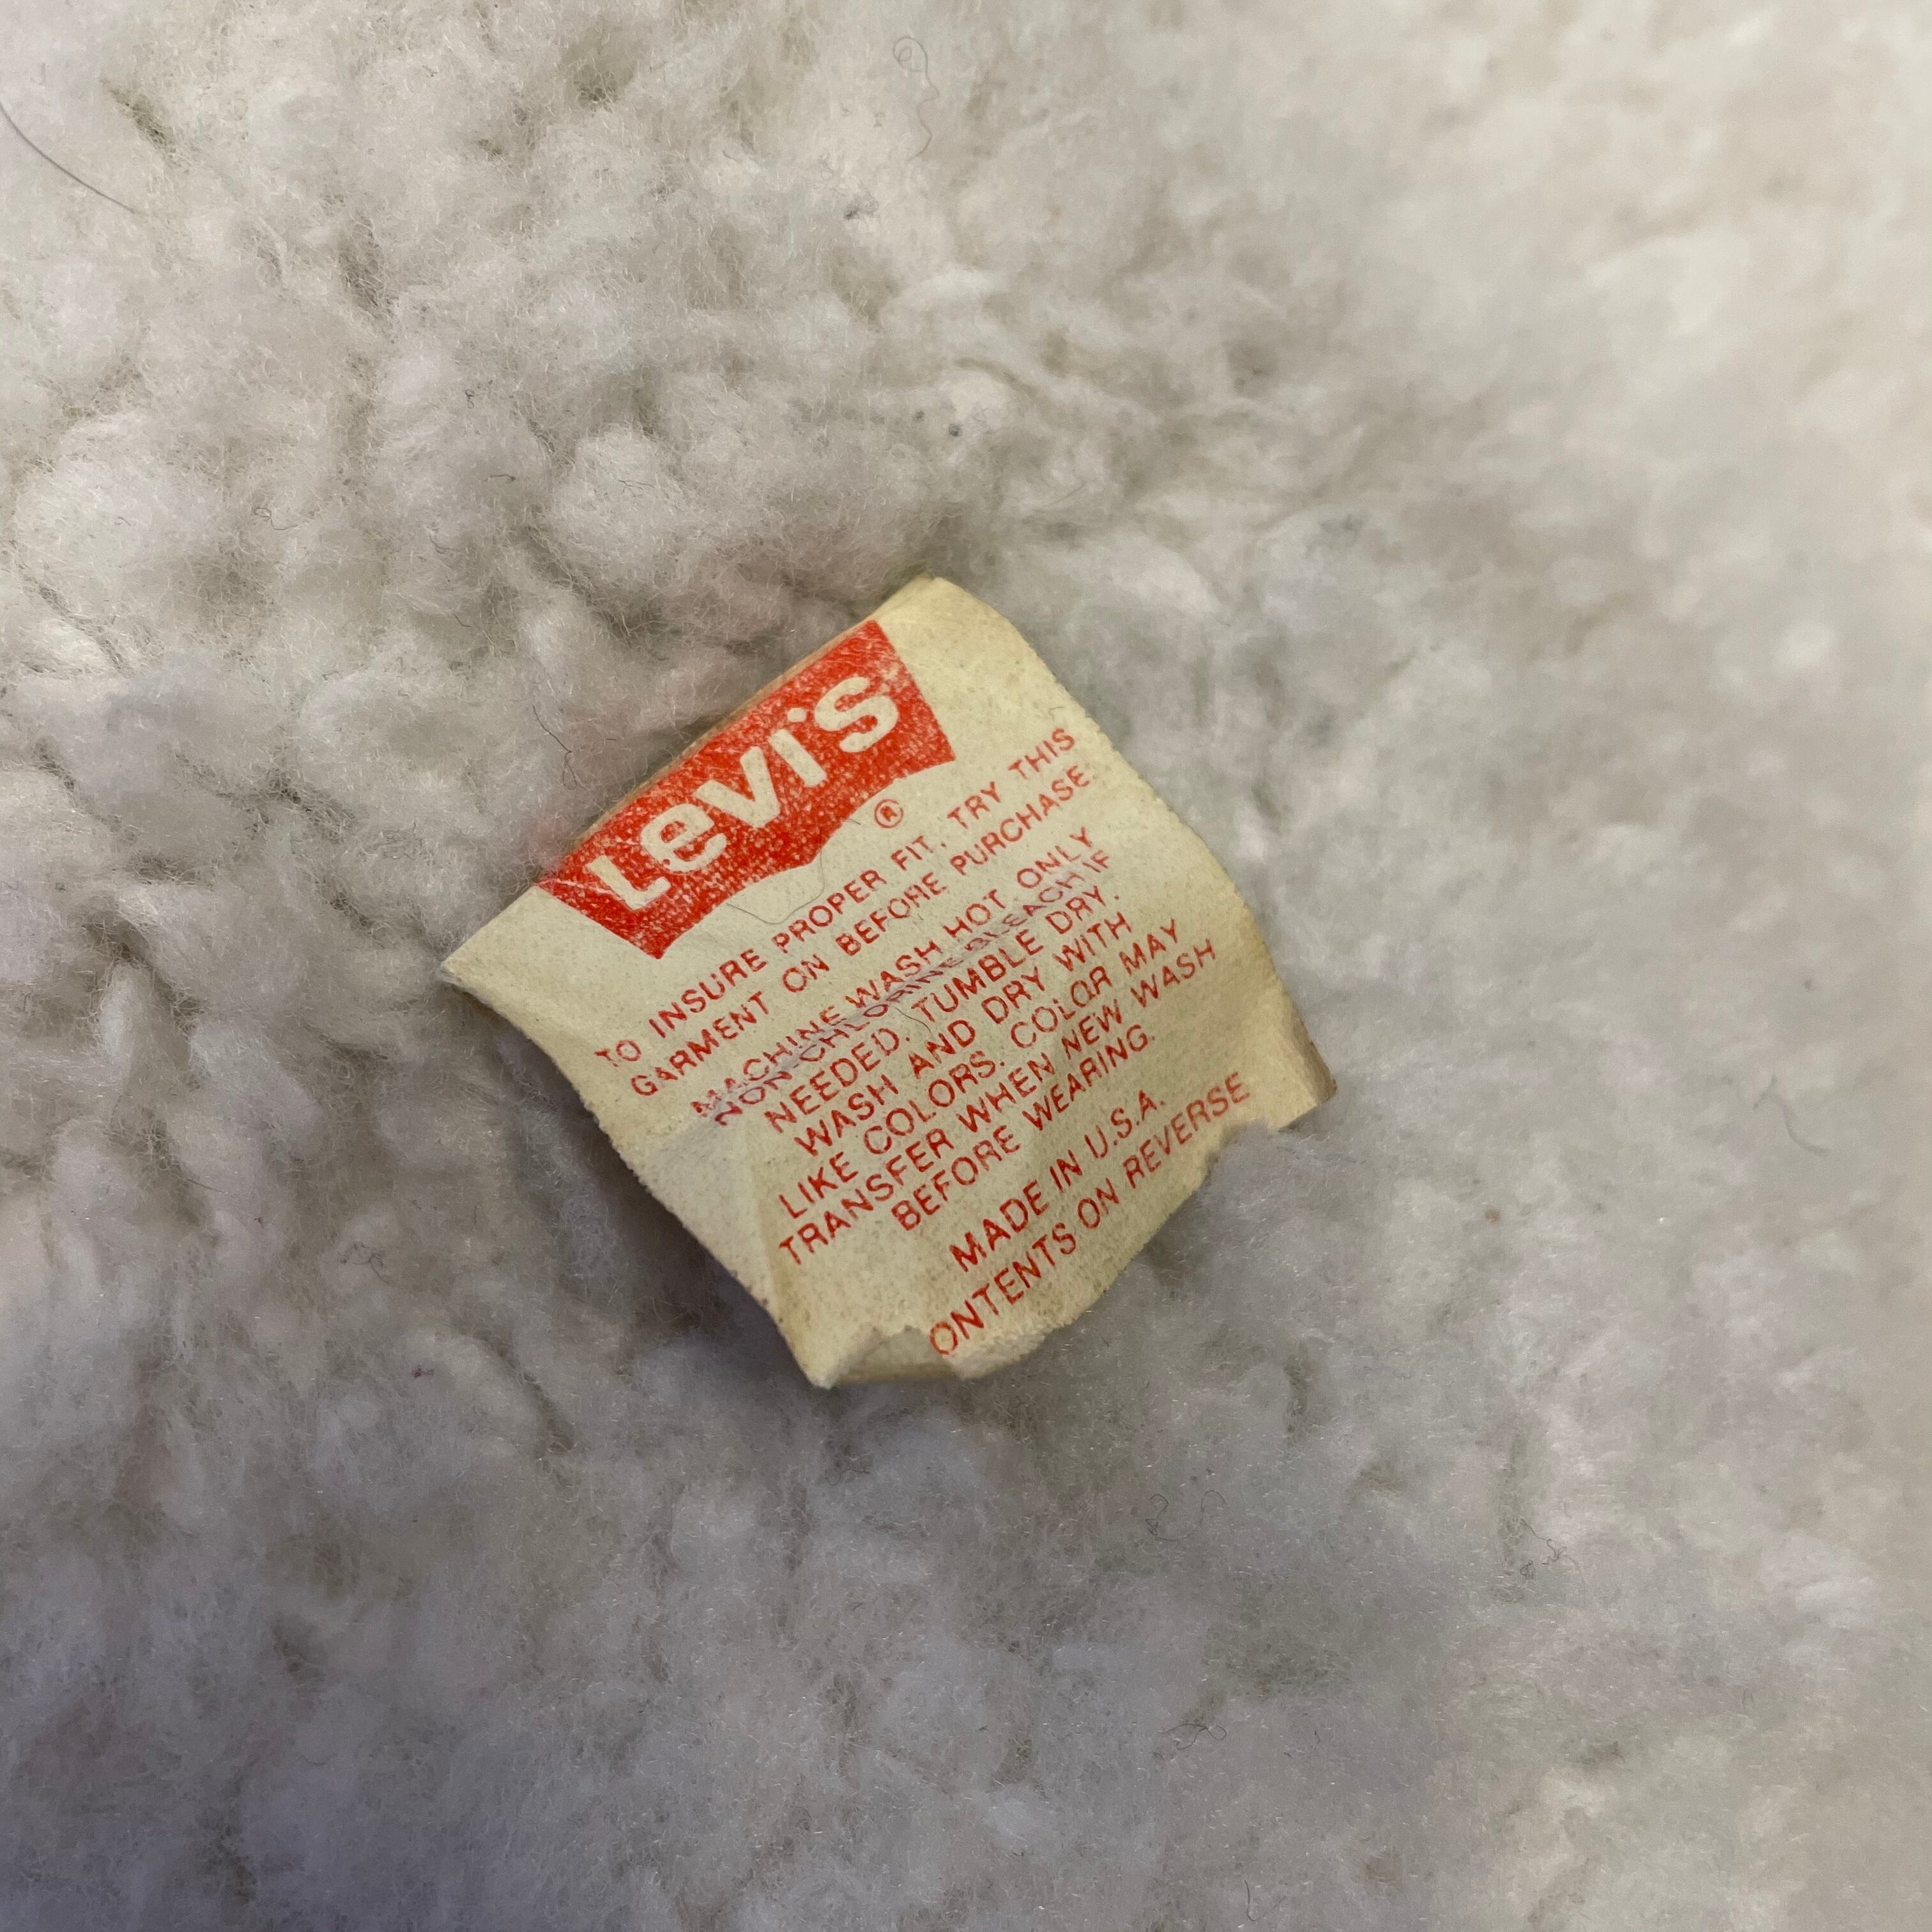 Levi's
®
TO INSURE PROPER FIT, TRY THIS
GARMENT ON BEFORE PURCHASE.
MACHINE WASH HOT. ONLY
NON-CHLORINE BLEACH IF
NEEDED. TUMBLE DRY.
WASH AND DRY WITH
LIKE COLORS. COLOR MAY
TRANSFER WHEN NEW WASH
BEFORE WEARING.
MADE IN U.S.A.
ONTENTS ON REVERSE